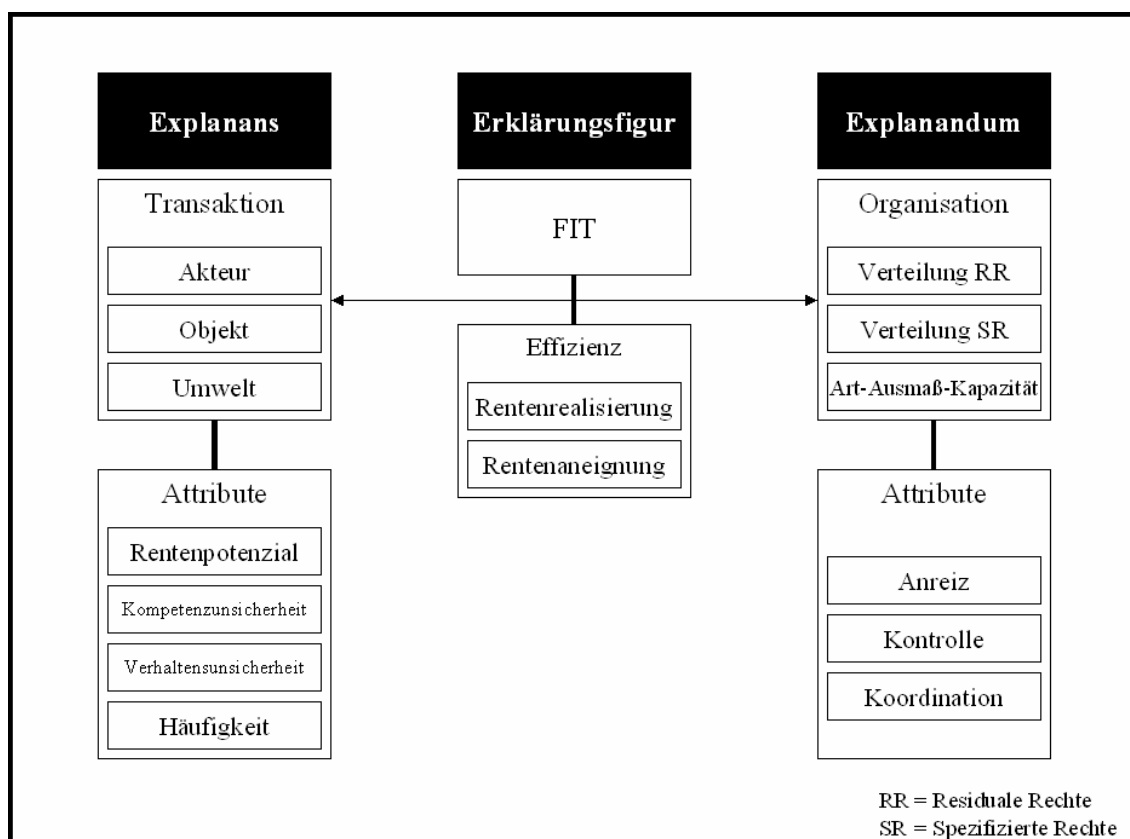 Explanans
Transaktion
Akteur
Objekt
Umwelt
Attribute
Rentenpotenzial
Kompetenzunsicherheit
Verhaltensunsicherheit
Häufigkeit
Erklärungsfigur
FIT
Effizienz
Rentenrealisierung
Rentenaneignung
Explanandum
Organisation
Verteilung RR
Verteilung SR
Art-Ausmaß-Kapazität
Attribute
Anreiz
Kontrolle
Koordination
RR = Residuale Rechte
SR = Spezifizierte Rechte